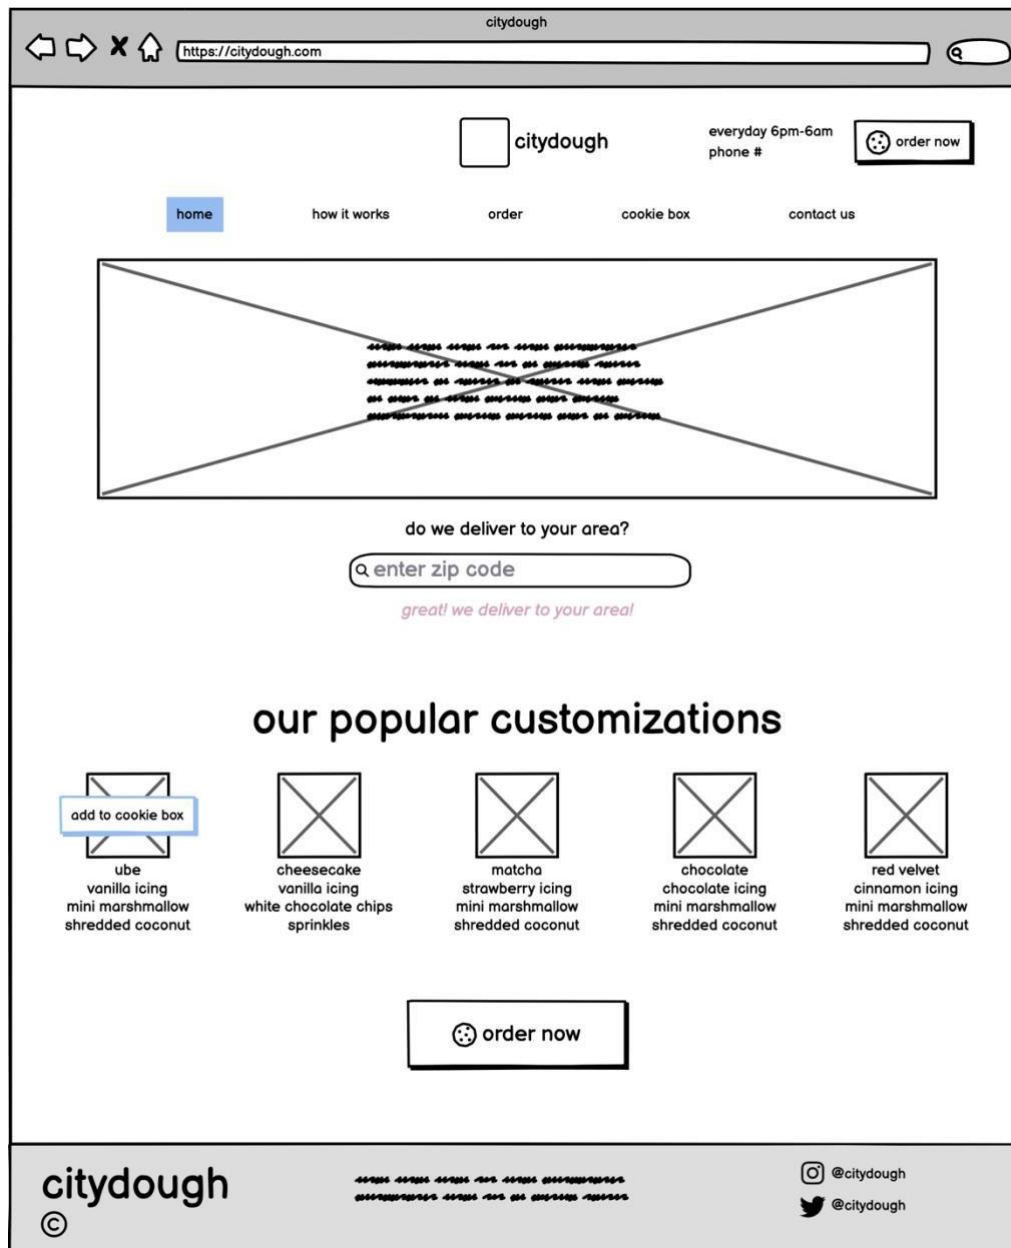 citydough
https://citydough.com
citydough
everyday 6pm-6am
phone #
order now
home
how it works
order
cookie box
contact us
do we deliver to your area?
enter zip code
great! we deliver to your area!
our popular customizations
add to cookie box
ube
vanilla icing
mini marshmallow
shredded coconut
cheesecake
vanilla icing
white chocolate chips
sprinkles
matcha
strawberry icing
mini marshmallow
shredded coconut
chocolate
chocolate icing
mini marshmallow
shredded coconut
red velvet
cinnamon icing
mini marshmallow
shredded coconut
order now
citydough
©
@citydough
@citydough